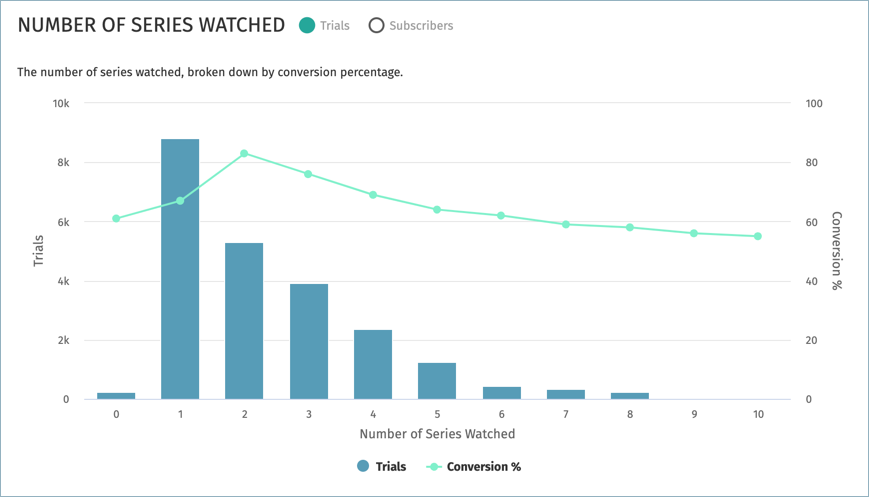 NUMBER OF SERIES WATCHED Trials Subscribers
The number of series watched, broken down by conversion percentage.
10k 100
8k 80
6k 60
4k 40
2k 20
0 0
Trials
Conversion %
0 1 2 3 4 5 6 7 8 9 10
Number of Series Watched
Trials Conversion %